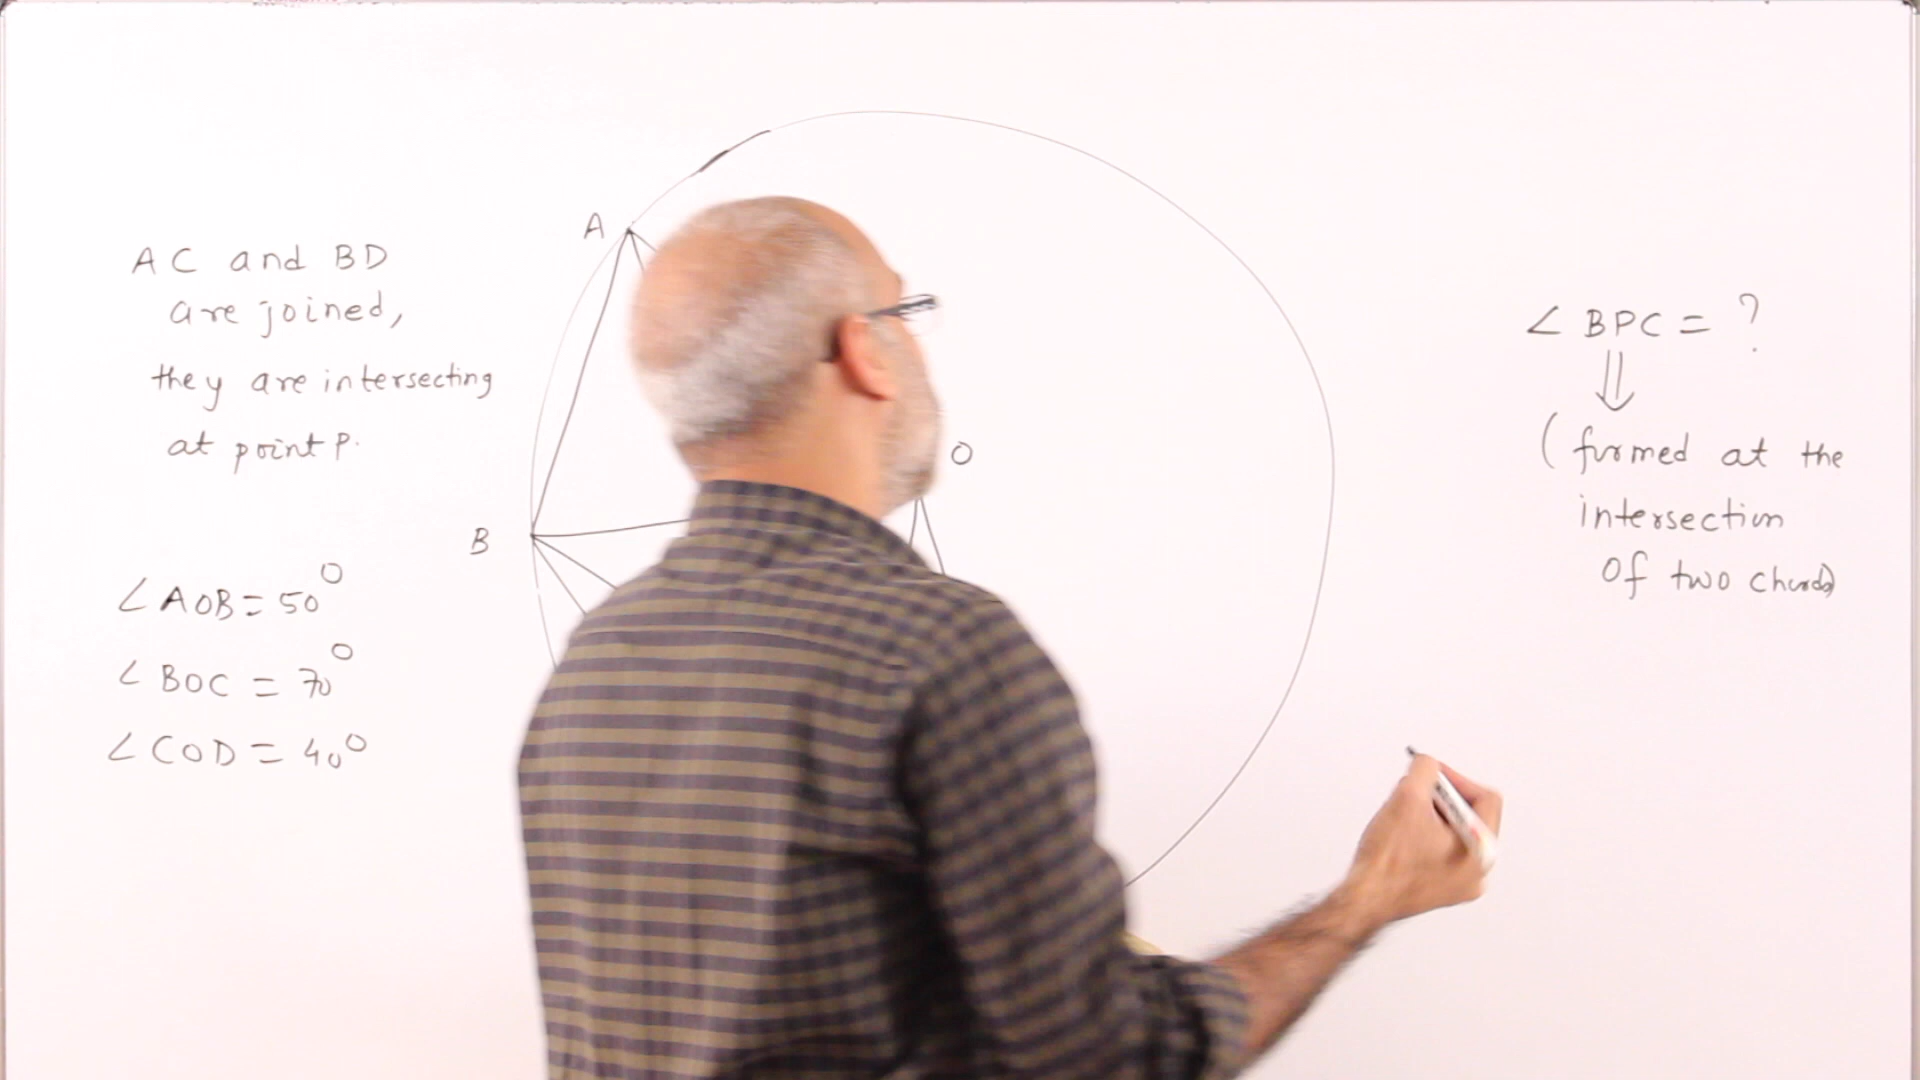 AC and BD
are joined,
they are intersecting
at point P.
∠AOB = 50°
∠BOC = 70°
∠COD = 40°
A
B
O
∠BPC = ?
⇓
(formed at the
intersection
of two chords)